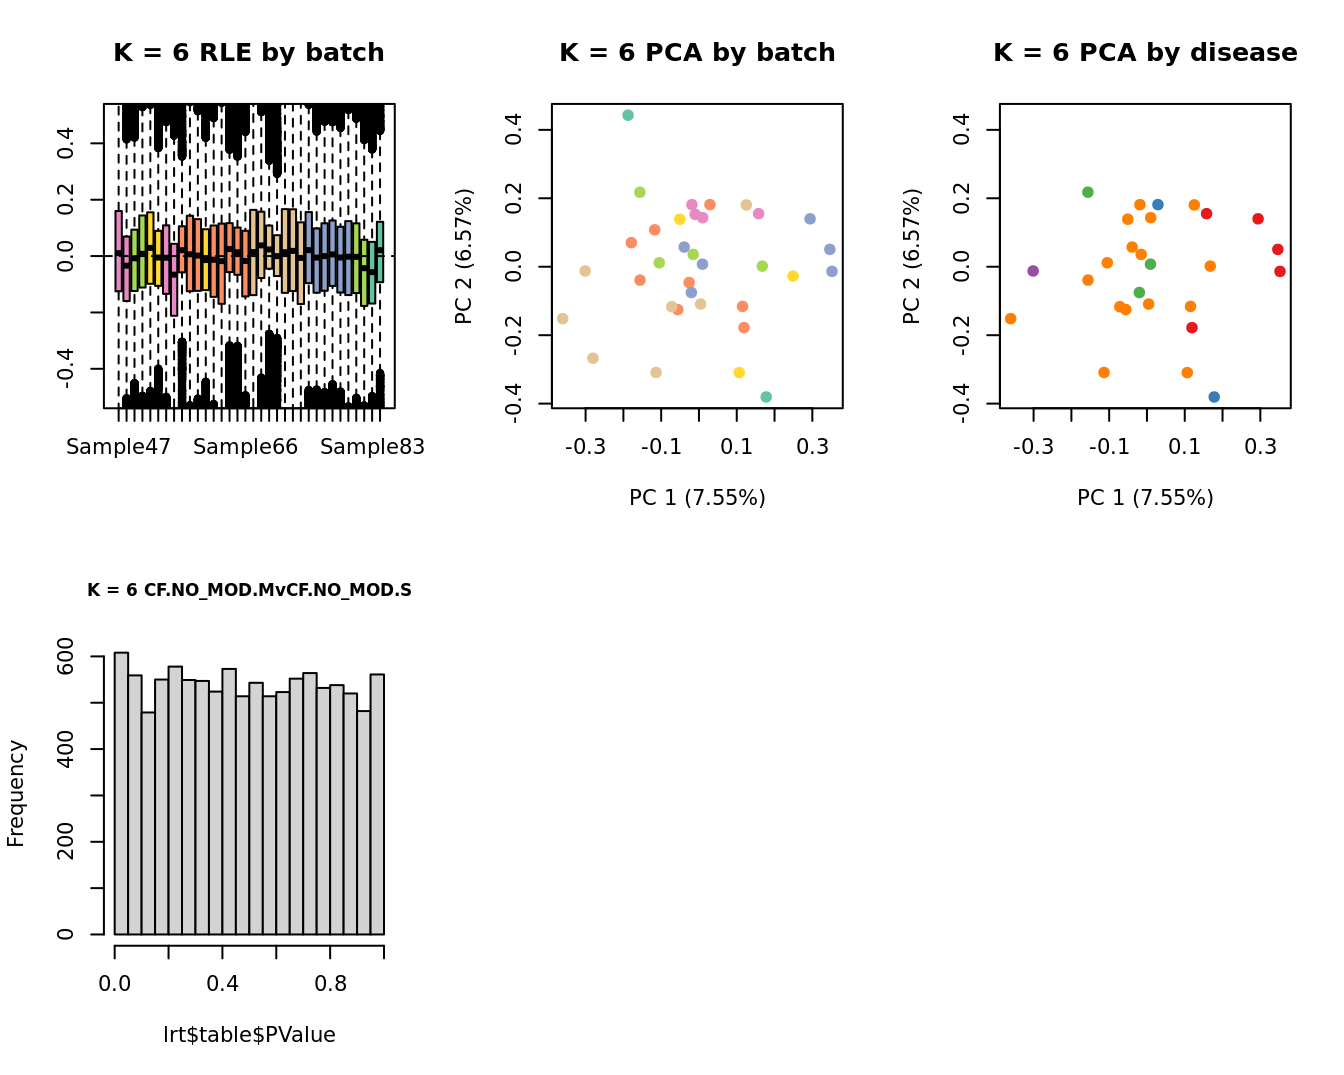 K = 6 RLE by batch
0.4
0.2
0.0
-0.4
Sample47 Sample66 Sample83
K = 6 PCA by batch
PC 2 (6.57%)
0.4
0.2
0.0
-0.2
-0.4
-0.3 -0.1 0.1 0.3
PC 1 (7.55%)
K = 6 PCA by disease
PC 2 (6.57%)
0.4
0.2
0.0
-0.2
-0.4
-0.3 -0.1 0.1 0.3
PC 1 (7.55%)
K = 6 CF.NO_MOD.MvCF.NO_MOD.S
Frequency
600
400
200
0
0.0 0.4 0.8
lrt$table$PValue